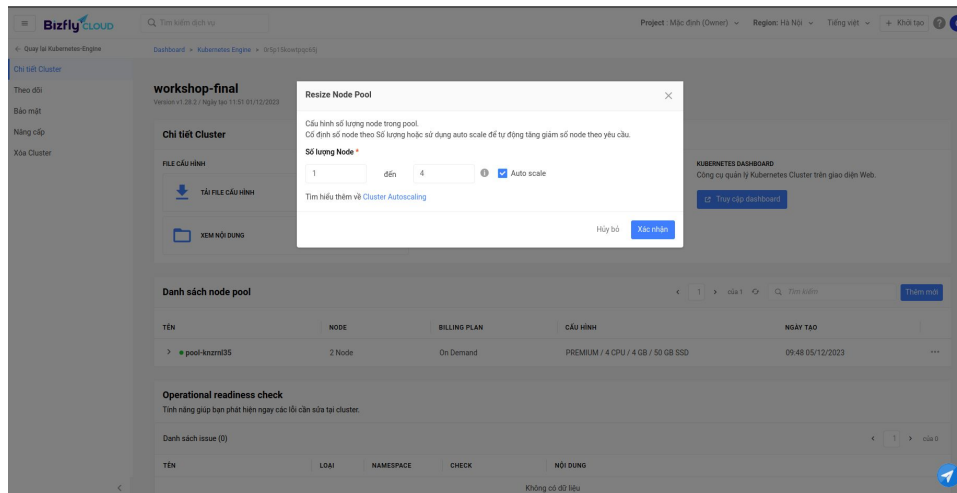 Bizfly CLOUD
Tìm kiếm dịch vụ
Project : Mặc định (Owner)
Region: Hà Nội
Tiếng việt
+ Khởi tạo
Quay lại Kubernetes-Engine
Dashboard
Kubernetes Engine
Chi tiết Cluster
Theo dõi
Bảo mật
Nâng cấp
Xóa Cluster
workshop-final
Version v1.28.2 / Ngày tạo 11:51 01/12/2023
Chi tiết Cluster
FILE CẤU HÌNH
TẢI FILE CẤU HÌNH
XEM NỘI DUNG
Resize Node Pool
Cấu hình số lượng node trong pool.
Cố định số node theo Số lượng hoặc sử dụng auto scale để tự động tăng giảm số node theo yêu cầu.
Số lượng Node *
1 đến 4 Auto scale
Tìm hiểu thêm về Cluster Autoscaling
Hủy bỏ Xác nhận
KUBERNETES DASHBOARD
Công cụ quản lý Kubernetes Cluster trên giao diện Web.
Truy cập dashboard
Danh sách node pool
1 của 1 Tìm kiếm Thêm mới
TÊN NODE BILLING PLAN CẤU HÌNH NGÀY TẠO
pool-knzrnl35 2 Node On Demand PREMIUM / 4 CPU / 4 GB / 50 GB SSD 09:48 05/12/2023
Operational readiness check
Tính năng giúp bạn phát hiện ngay các lỗi cần sửa tại cluster.
Danh sách issue (0)
1 của 0
TÊN LOẠI NAMESPACE CHECK NỘI DUNG
Không có dữ liệu